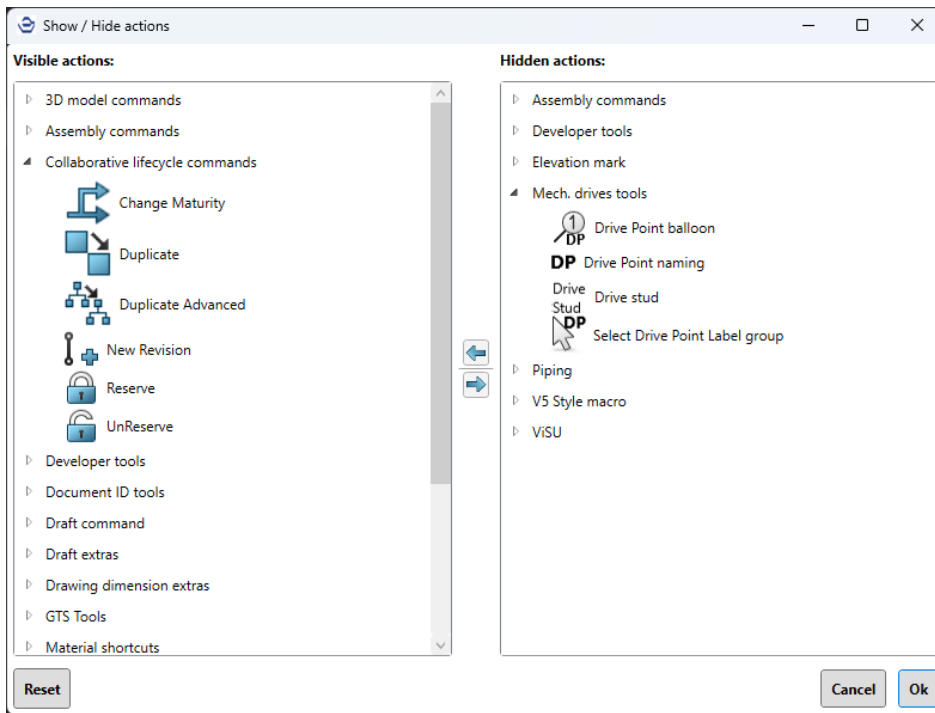 Show / Hide actions
Visible actions:
3D model commands
Assembly commands
Collaborative lifecycle commands
Change Maturity
Duplicate
Duplicate Advanced
New Revision
Reserve
UnReserve
Developer tools
Document ID tools
Draft command
Draft extras
Drawing dimension extras
GTS Tools
Material shortcuts
Hidden actions:
Assembly commands
Developer tools
Elevation mark
Mech. drives tools
1
DP
Drive Point balloon
DP Drive Point naming
Drive
Stud
Drive stud
DP
Select Drive Point Label group
Piping
V5 Style macro
ViSU
Reset
Cancel
Ok